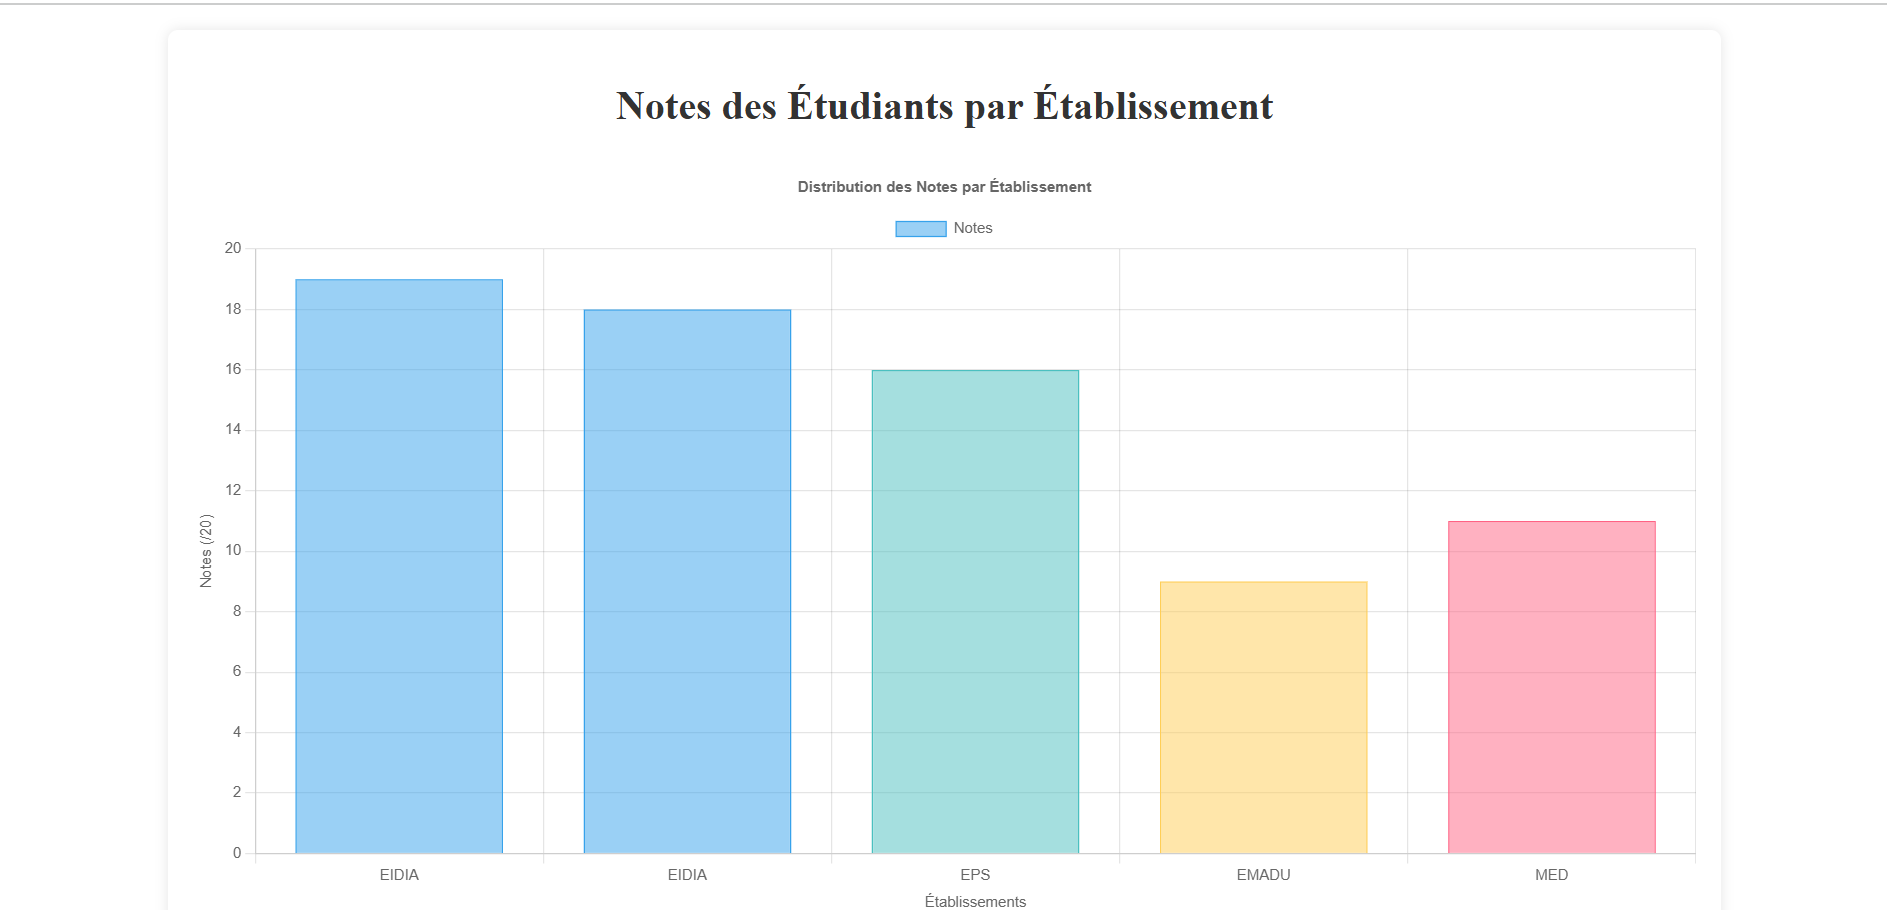 Notes des Étudiants par Établissement
Distribution des Notes par Établissement
Notes
20
18
16
14
12
10
8
6
4
2
0
Notes (/20)
EIDIA EIDIA EPS EMADU MED
Établissements